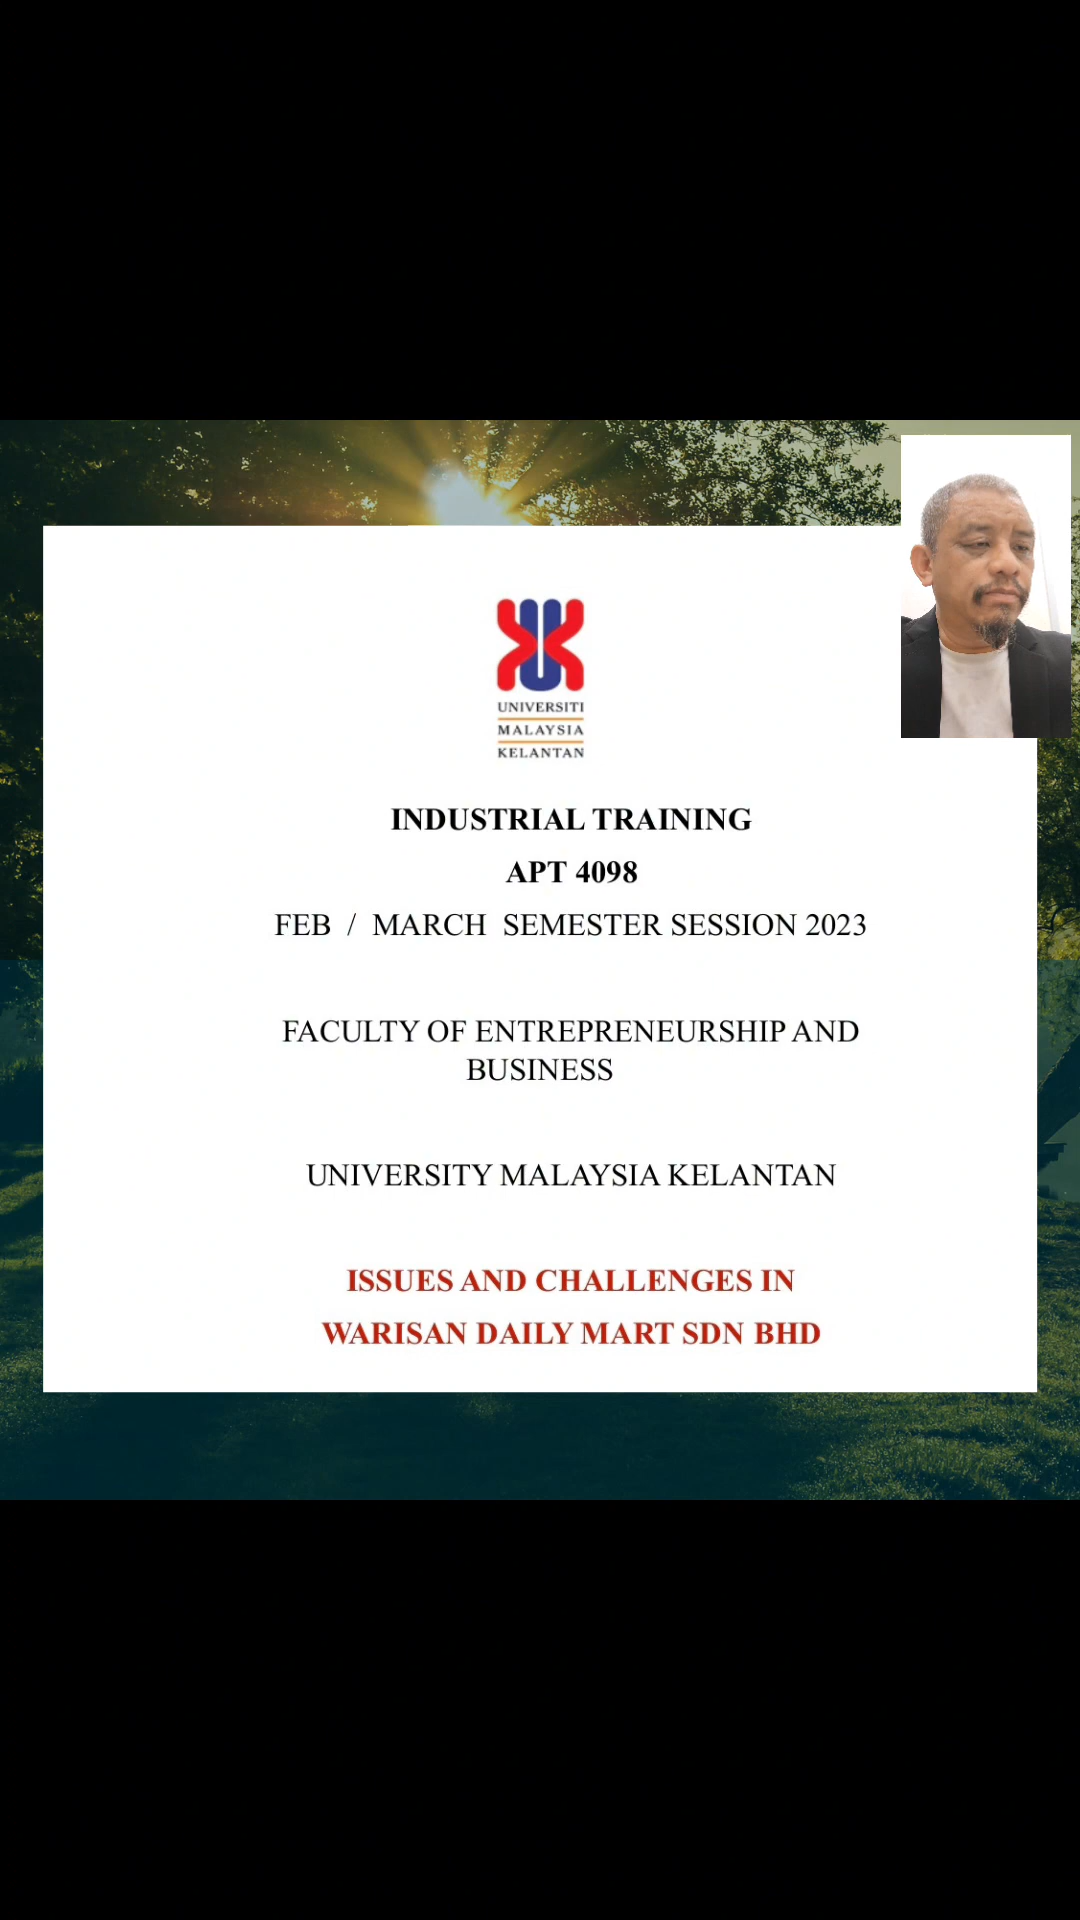 UNIVERSITI
MALAYSIA
KELANTAN
INDUSTRIAL TRAINING
APT 4098
FEB / MARCH SEMESTER SESSION 2023
FACULTY OF ENTREPRENEURSHIP AND
BUSINESS
UNIVERSITY MALAYSIA KELANTAN
ISSUES AND CHALLENGES IN
WARISAN DAILY MART SDN BHD